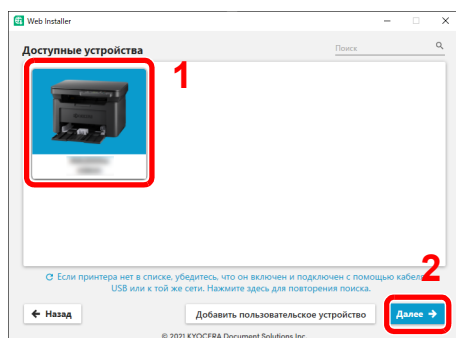 Web Installer
Доступные устройства
Поиск
1
2
Если принтера нет в списке, убедитесь, что он включен и подключен с помощью
USB или к той же сети. Нажмите здесь для повторения поиска.
Назад
Добавить пользовательское устройство
Далее
© 2021 KYOCERA Document Solutions Inc.